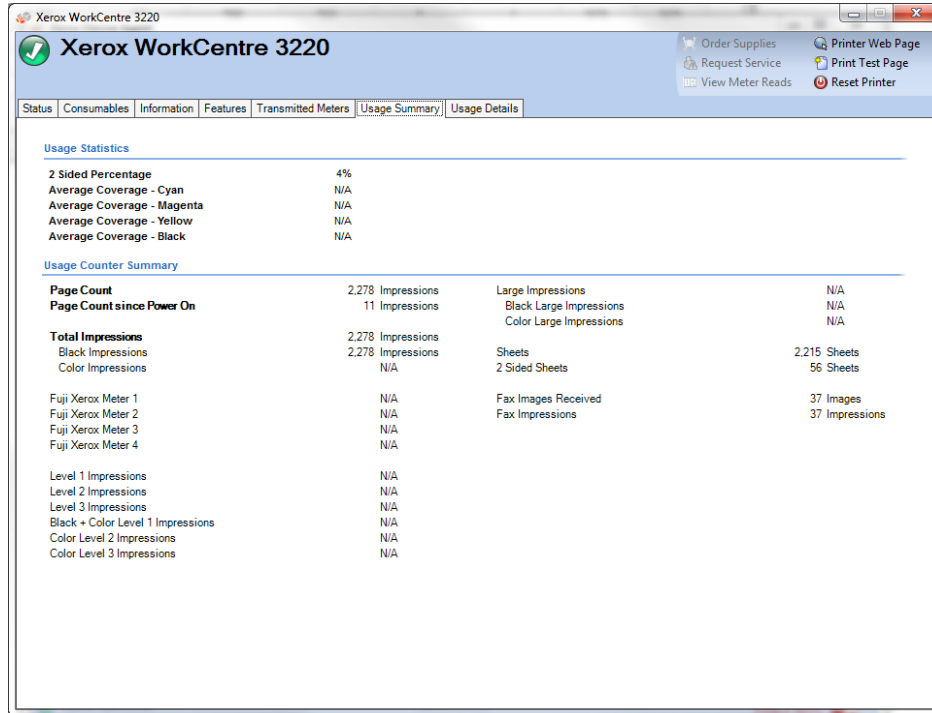 Xerox WorkCentre 3220
Xerox WorkCentre 3220
Order Supplies Printer Web Page
Request Service Print Test Page
View Meter Reads Reset Printer
Status Consumables Information Features Transmitted Meters Usage Summary Usage Details
Usage Statistics
2 Sided Percentage 4%
Average Coverage - Cyan N/A
Average Coverage - Magenta N/A
Average Coverage - Yellow N/A
Average Coverage - Black N/A
Usage Counter Summary
Page Count 2,278 Impressions Large Impressions N/A
Page Count since Power On 11 Impressions Black Large Impressions N/A
Color Large Impressions N/A
Total Impressions 2,278 Impressions
Black Impressions 2,278 Impressions Sheets 2,215 Sheets
Color Impressions N/A 2 Sided Sheets 56 Sheets
Fuji Xerox Meter 1 N/A Fax Images Received 37 Images
Fuji Xerox Meter 2 N/A Fax Impressions 37 Impressions
Fuji Xerox Meter 3 N/A
Fuji Xerox Meter 4 N/A
Level 1 Impressions N/A
Level 2 Impressions N/A
Level 3 Impressions N/A
Black + Color Level 1 Impressions N/A
Color Level 2 Impressions N/A
Color Level 3 Impressions N/A